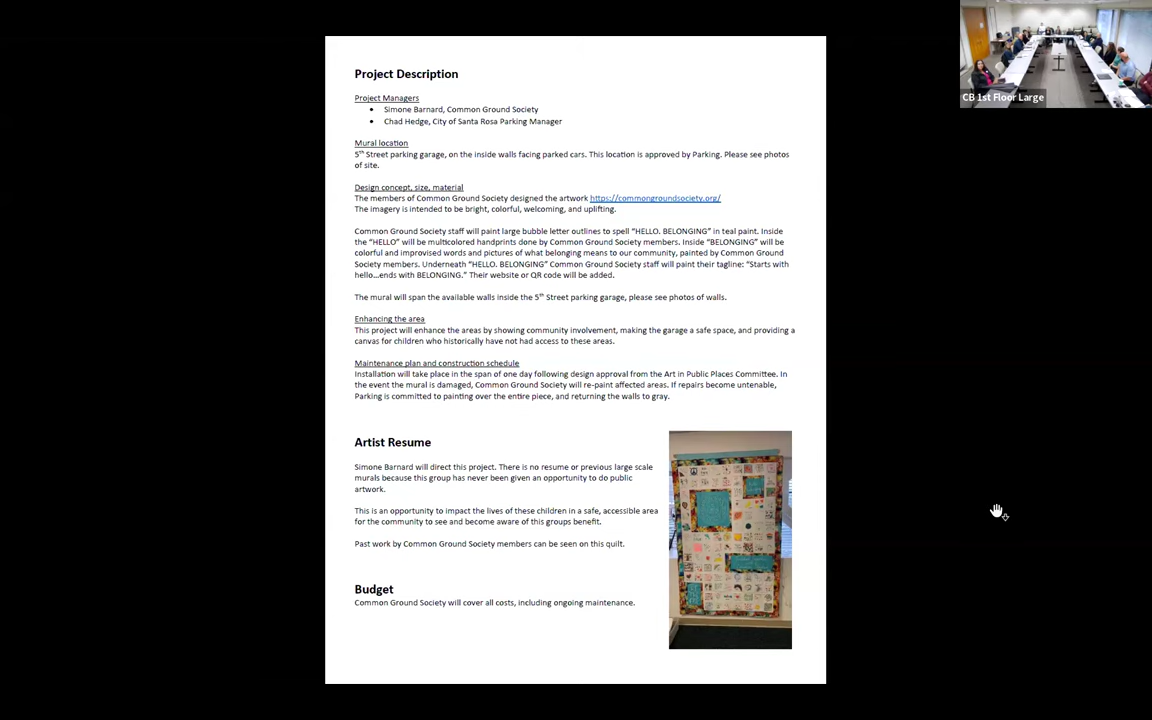 CB 1st Floor Large
Project Description
Project Managers
• Simone Barnard, Common Ground Society
• Chad Hedge, City of Santa Rosa Parking Manager
Mural location
5th Street parking garage, on the inside walls facing parked cars. This location is approved by Parking. Please see photos
of site.
Design concept, size, material
The members of Common Ground Society designed the artwork https://commongroundsociety.org/
The imagery is intended to be bright, colorful, welcoming, and uplifting.
Common Ground Society staff will paint large bubble letter outlines to spell “HELLO. BELONGING” in teal paint. Inside
the “HELLO” will be multicolored handprints done by Common Ground Society members. Inside “BELONGING” will be
colorful and improvised words and pictures of what belonging means to our community, painted by Common Ground
Society members. Underneath “HELLO. BELONGING” Common Ground Society staff will paint their tagline: “Starts with
hello...ends with BELONGING.” Their website or QR code will be added.
The mural will span the available walls inside the 5th Street parking garage, please see photos of walls.
Enhancing the area
This project will enhance the areas by showing community involvement, making the garage a safe space, and providing a
canvas for children who historically have not had access to these areas.
Maintenance plan and construction schedule
Installation will take place in the span of one day following design approval from the Art in Public Places Committee. In
the event the mural is damaged, Common Ground Society will re-paint affected areas. If repairs become untenable,
Parking is committed to painting over the entire piece, and returning the walls to gray.
Artist Resume
Simone Barnard will direct this project. There is no resume or previous large scale
murals because this group has never been given an opportunity to do public
artwork.
This is an opportunity to impact the lives of these children in a safe, accessible area
for the community to see and become aware of this groups benefit.
Past work by Common Ground Society members can be seen on this quilt.
Budget
Common Ground Society will cover all costs, including ongoing maintenance.